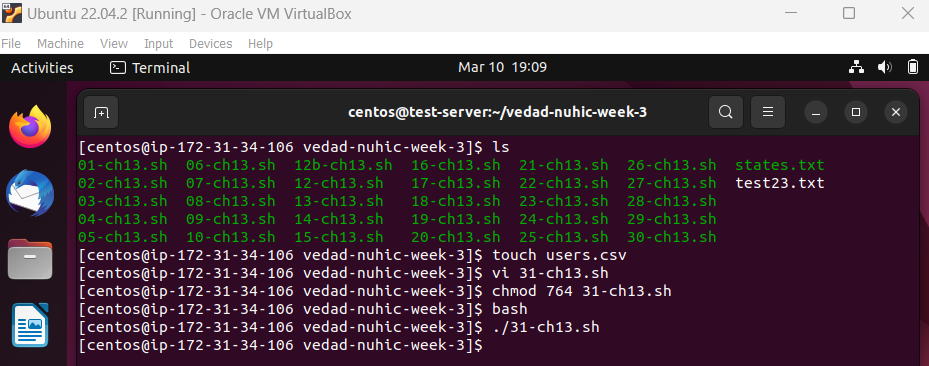 Ubuntu 22.04.2 [Running] - Oracle VM VirtualBox
File Machine View Input Devices Help
Activities Terminal Mar 10 19:09
centos@test-server:~/vedad-nuhic-week-3
[centos@ip-172-31-34-106 vedad-nuhic-week-3]$ ls
01-ch13.sh 06-ch13.sh 12b-ch13.sh 16-ch13.sh 21-ch13.sh 26-ch13.sh states.txt
02-ch13.sh 07-ch13.sh 12-ch13.sh 17-ch13.sh 22-ch13.sh 27-ch13.sh test23.txt
03-ch13.sh 08-ch13.sh 13-ch13.sh 18-ch13.sh 23-ch13.sh 28-ch13.sh
04-ch13.sh 09-ch13.sh 14-ch13.sh 19-ch13.sh 24-ch13.sh 29-ch13.sh
05-ch13.sh 10-ch13.sh 15-ch13.sh 20-ch13.sh 25-ch13.sh 30-ch13.sh
[centos@ip-172-31-34-106 vedad-nuhic-week-3]$ touch users.csv
[centos@ip-172-31-34-106 vedad-nuhic-week-3]$ vi 31-ch13.sh
[centos@ip-172-31-34-106 vedad-nuhic-week-3]$ chmod 764 31-ch13.sh
[centos@ip-172-31-34-106 vedad-nuhic-week-3]$ bash
[centos@ip-172-31-34-106 vedad-nuhic-week-3]$ ./31-ch13.sh
[centos@ip-172-31-34-106 vedad-nuhic-week-3]$